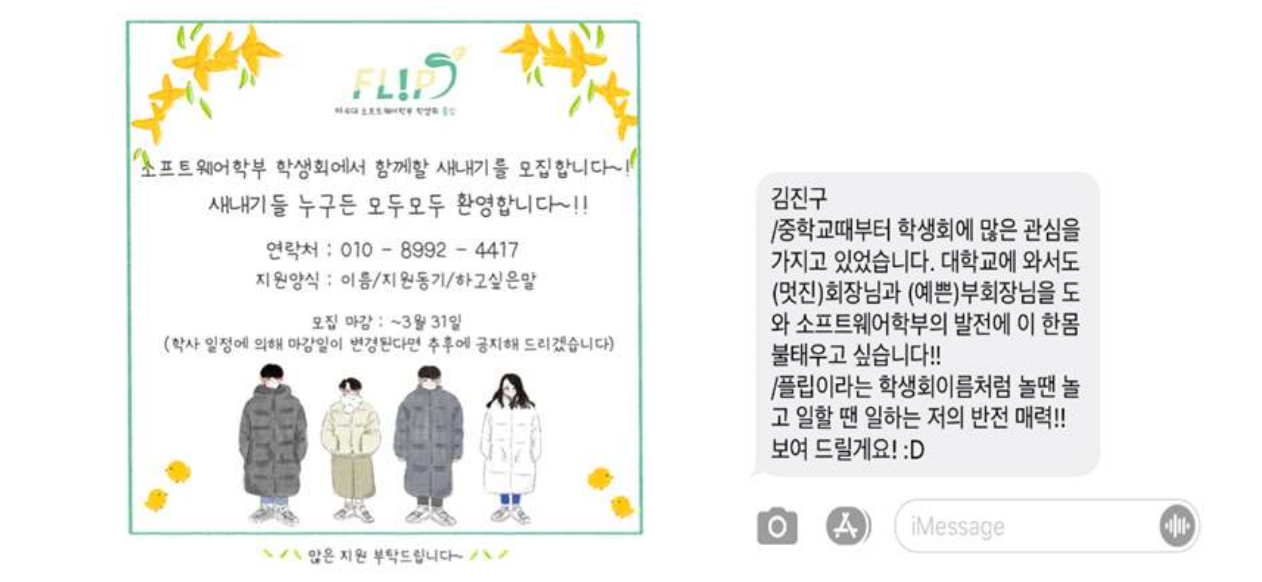 FL!P
소프트웨어학부 학생회
소프트웨어학부 학생회에서 함께할 새내기를 모집합니다~!
새내기들 누구든 모두모두 환영합니다~!!
연락처 : 010 - 8992 - 4417
지원양식 : 이름/지원동기/하고싶은말
모집 마감 : ~3월 31일
(학사 일정에 의해 마감일이 변경된다면 추후에 공지해 드리겠습니다)
많은 지원 부탁드립니다~
김진구
/중학교때부터 학생회에 많은 관심을
가지고 있었습니다. 대학교에 와서도
(멋진)회장님과 (예쁜)부회장님을 도
와 소프트웨어학부의 발전에 이 한몸
불태우고 싶습니다!!
/플립이라는 학생회이름처럼 놀땐 놀
고 일할 땐 일하는 저의 반전 매력!!
보여 드릴게요! :D
iMessage